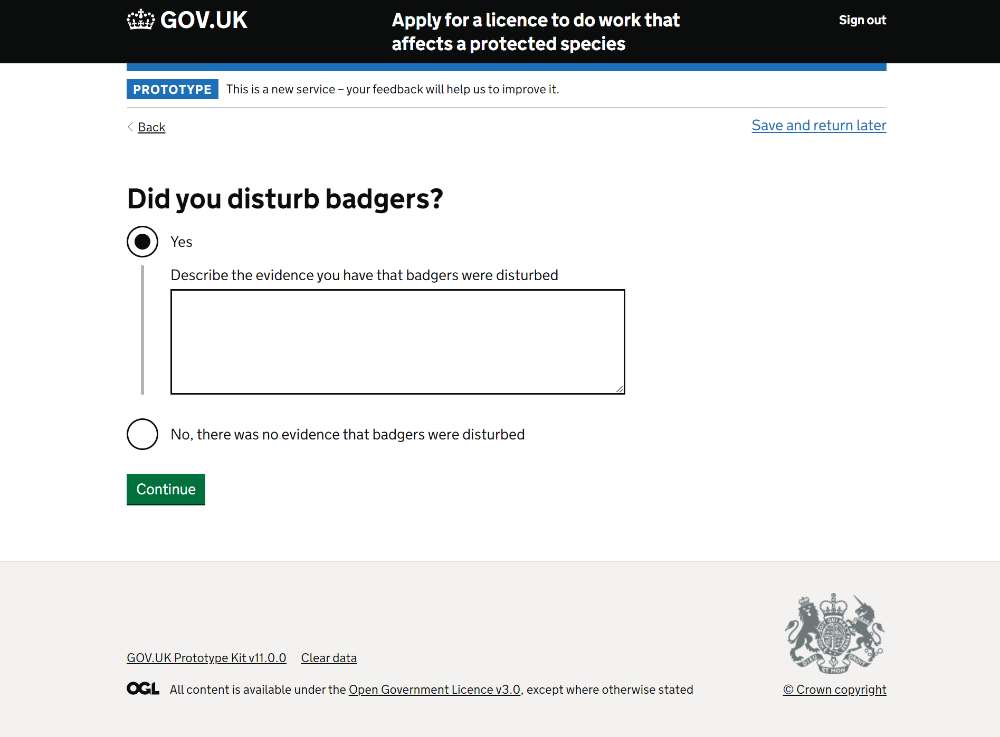 GOV.UK
Apply for a licence to do work that
affects a protected species
Sign out
PROTOTYPE This is a new service – your feedback will help us to improve it.
Back
Save and return later
Did you disturb badgers?
Yes
Describe the evidence you have that badgers were disturbed
No, there was no evidence that badgers were disturbed
Continue
GOV.UK Prototype Kit v11.0.0 Clear data
OGL All content is available under the Open Government Licence v3.0, except where otherwise stated
DIEU ET MON DROIT
© Crown copyright